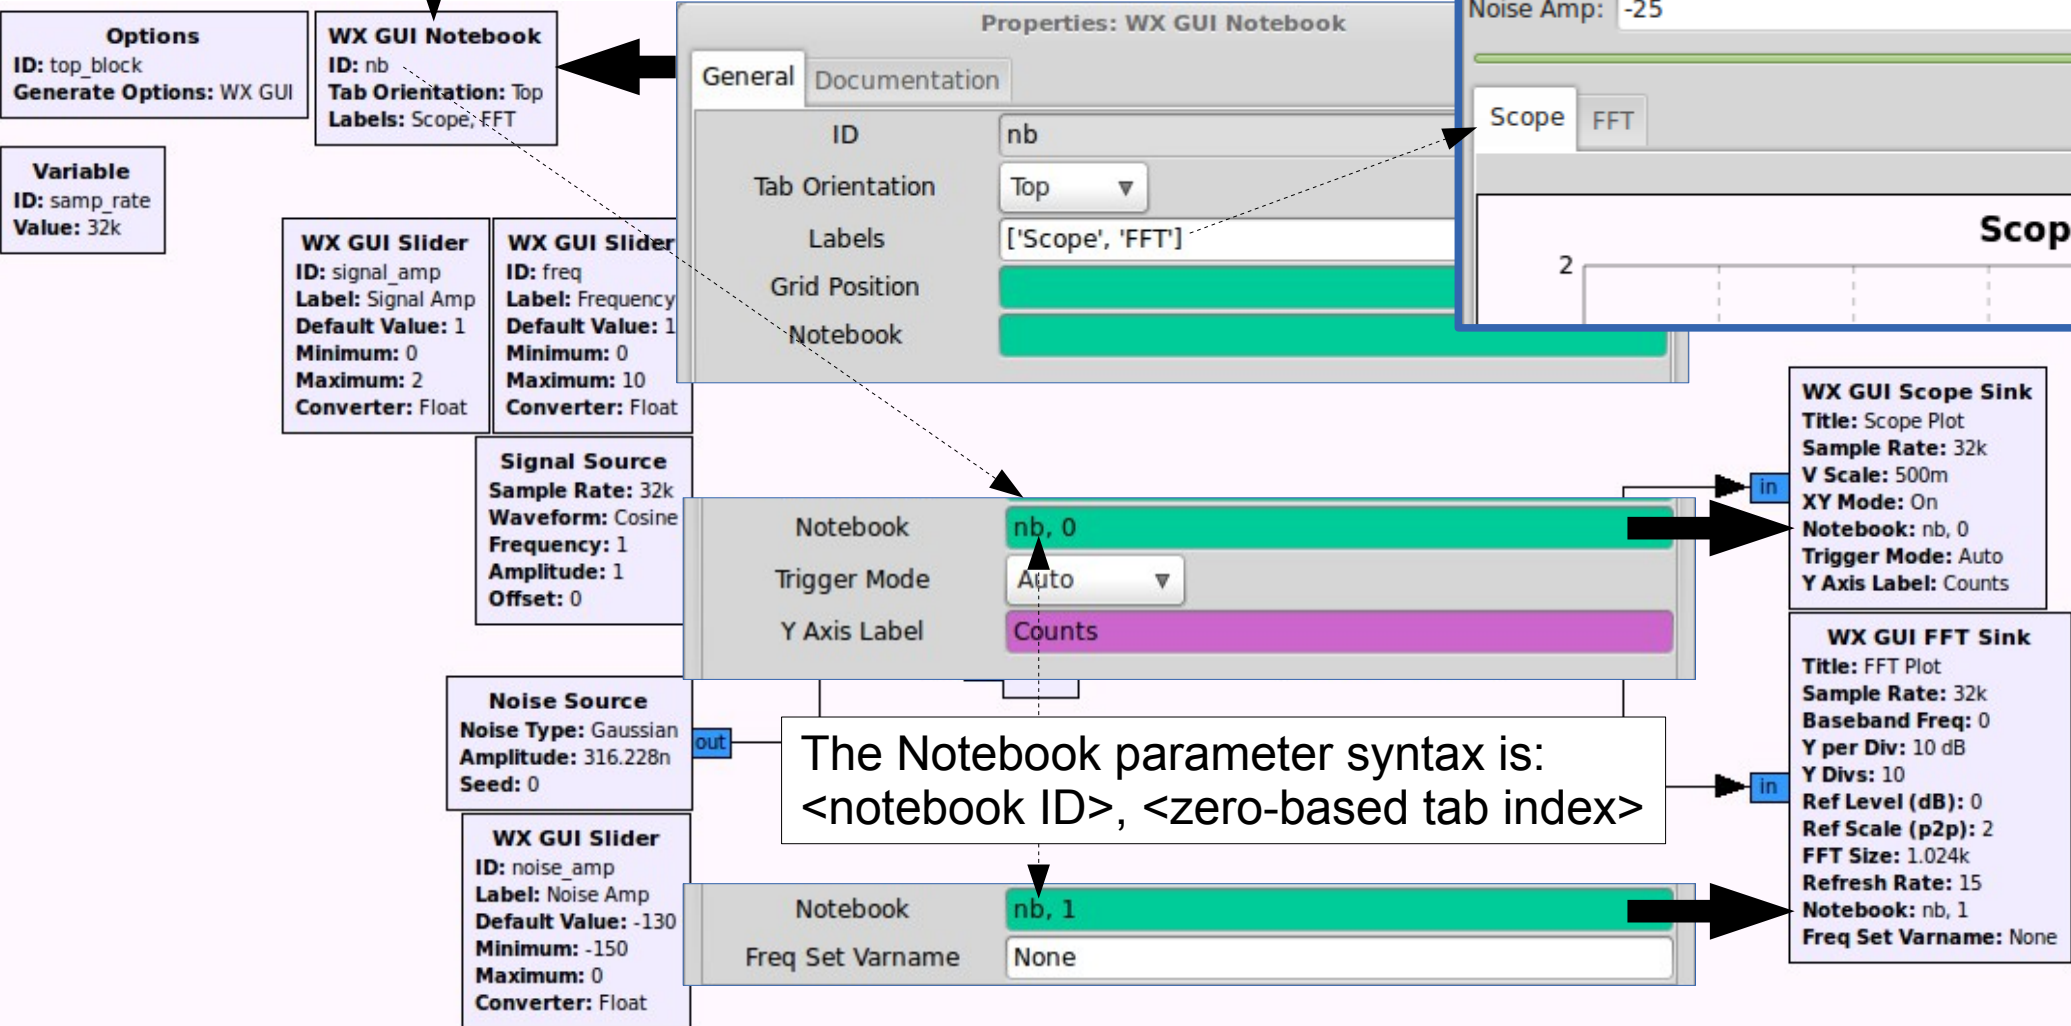 Options
ID: top_block
Generate Options: WX GUI
WX GUI Notebook
ID: nb
Tab Orientation: Top
Labels: Scope, FFT
Variable
ID: samp_rate
Value: 32k
WX GUI Slider
ID: signal_amp
Label: Signal Amp
Default Value: 1
Minimum: 0
Maximum: 2
Converter: Float
WX GUI Slider
ID: freq
Label: Frequency
Default Value: 1
Minimum: 0
Maximum: 10
Converter: Float
Signal Source
Sample Rate: 32k
Waveform: Cosine
Frequency: 1
Amplitude: 1
Offset: 0
Noise Source
Noise Type: Gaussian
Amplitude: 316.228n
Seed: 0
out
WX GUI Slider
ID: noise_amp
Label: Noise Amp
Default Value: -130
Minimum: -150
Maximum: 0
Converter: Float
Properties: WX GUI Notebook
General
Documentation
ID
nb
Tab Orientation
Top
Labels
['Scope', 'FFT']
Grid Position
Notebook
Noise Amp: -25
Scope
FFT
Scop
2
Notebook
nb, 0
Trigger Mode
Auto
Y Axis Label
Counts
The Notebook parameter syntax is:
<notebook ID>, <zero-based tab index>
Notebook
nb, 1
Freq Set Varname
None
in
WX GUI Scope Sink
Title: Scope Plot
Sample Rate: 32k
V Scale: 500m
XY Mode: On
Notebook: nb, 0
Trigger Mode: Auto
Y Axis Label: Counts
in
WX GUI FFT Sink
Title: FFT Plot
Sample Rate: 32k
Baseband Freq: 0
Y per Div: 10 dB
Y Divs: 10
Ref Level (dB): 0
Ref Scale (p2p): 2
FFT Size: 1.024k
Refresh Rate: 15
Notebook: nb, 1
Freq Set Varname: None